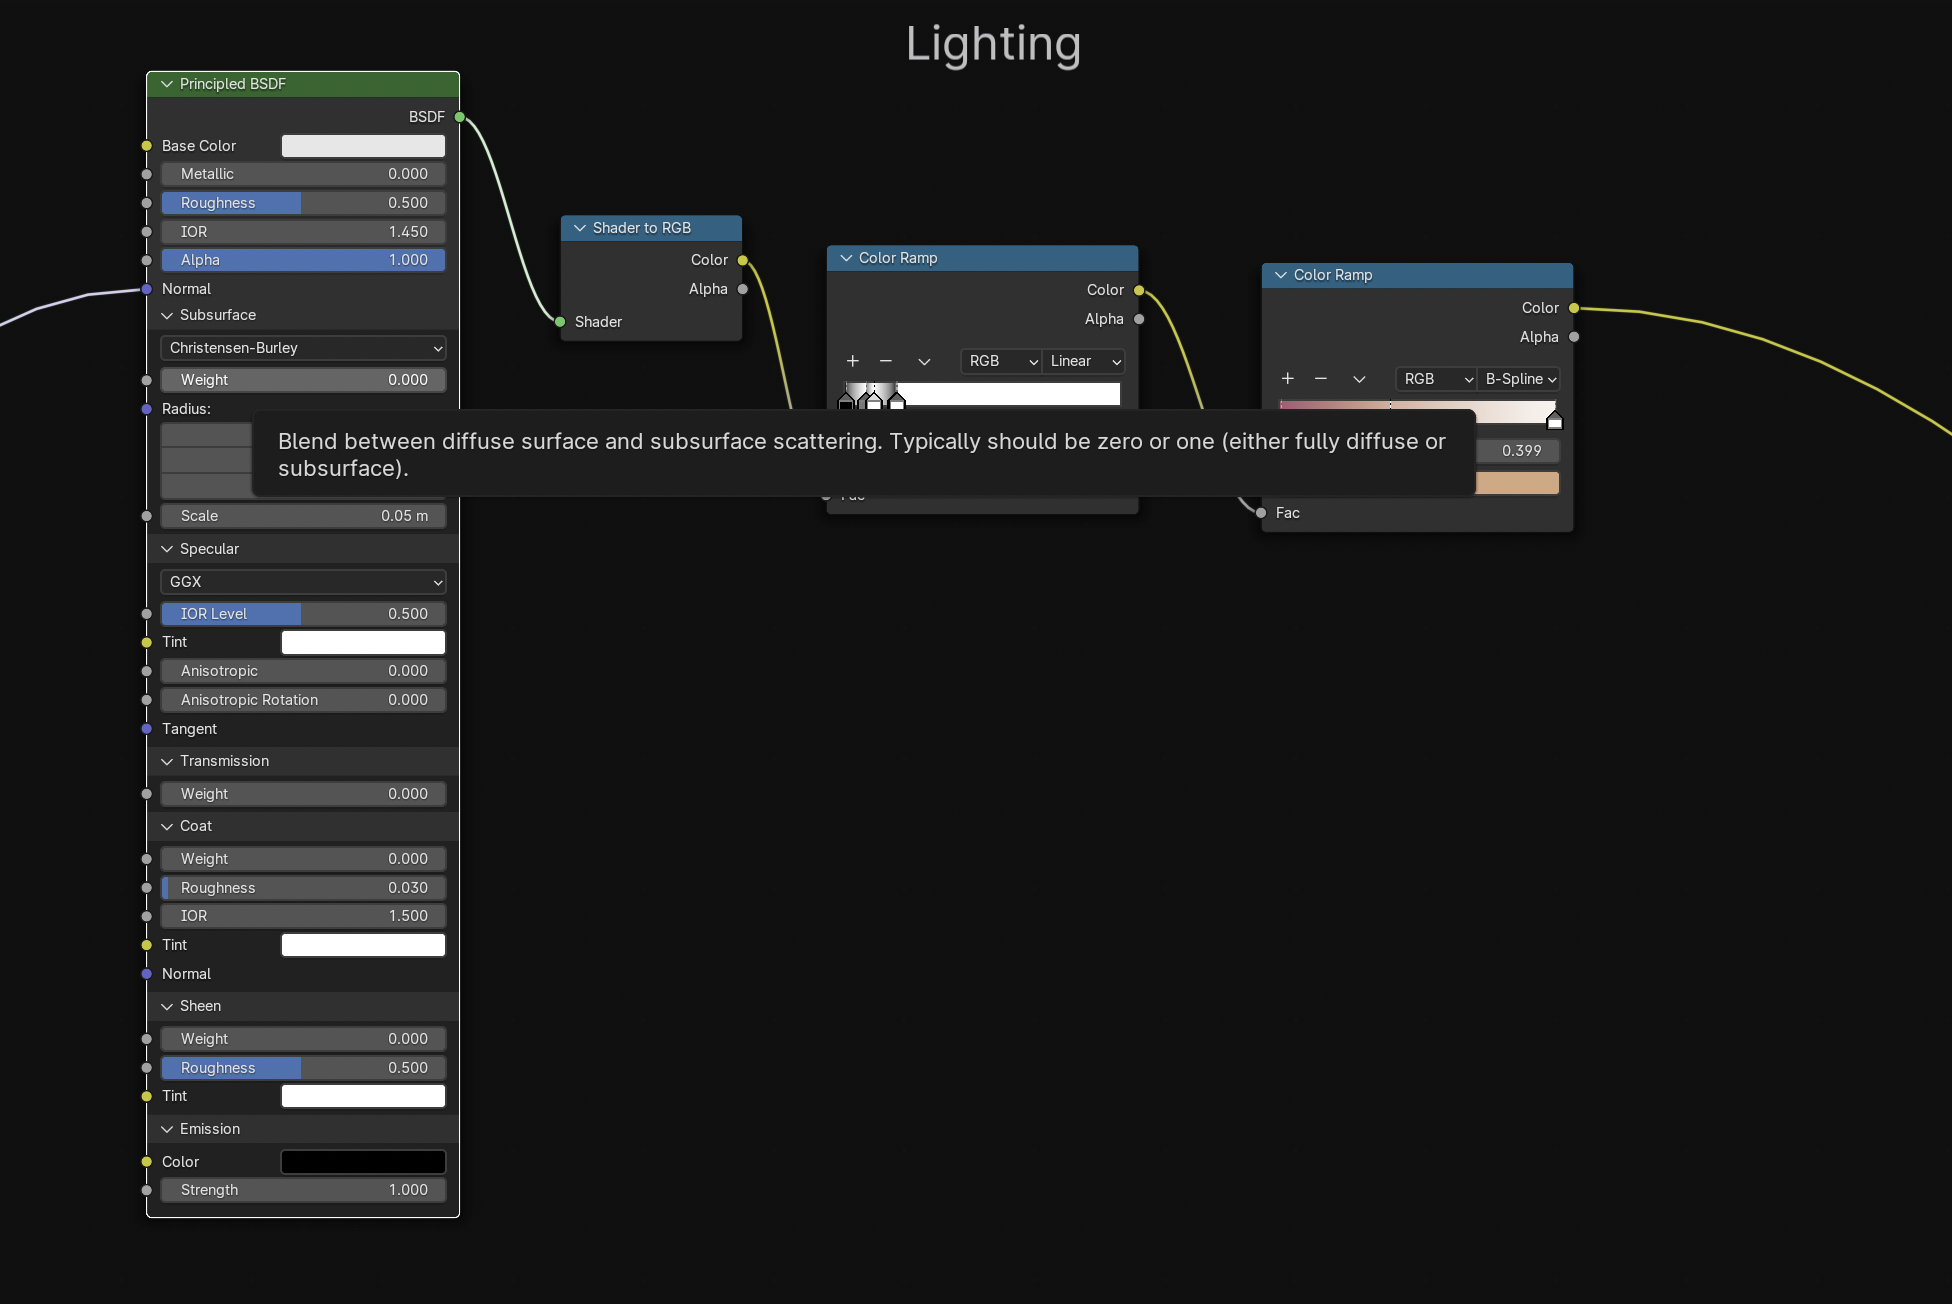 Lighting
Principled BSDF
BSDF
Base Color
Metallic 0.000
Roughness 0.500
IOR 1.450
Alpha 1.000
Normal
Subsurface
Christensen-Burley
Weight 0.000
Radius:
Scale 0.05 m
Specular
GGX
IOR Level 0.500
Tint
Anisotropic 0.000
Anisotropic Rotation 0.000
Tangent
Transmission
Weight 0.000
Coat
Weight 0.000
Roughness 0.030
IOR 1.500
Tint
Normal
Sheen
Weight 0.000
Roughness 0.500
Tint
Emission
Color
Strength 1.000
Shader to RGB
Color
Alpha
Shader
Color Ramp
Color
Alpha
RGB Linear
Fac
Color Ramp
Color
Alpha
RGB B-Spline
0.399
Fac
Blend between diffuse surface and subsurface scattering. Typically should be zero or one (either fully diffuse or
subsurface).